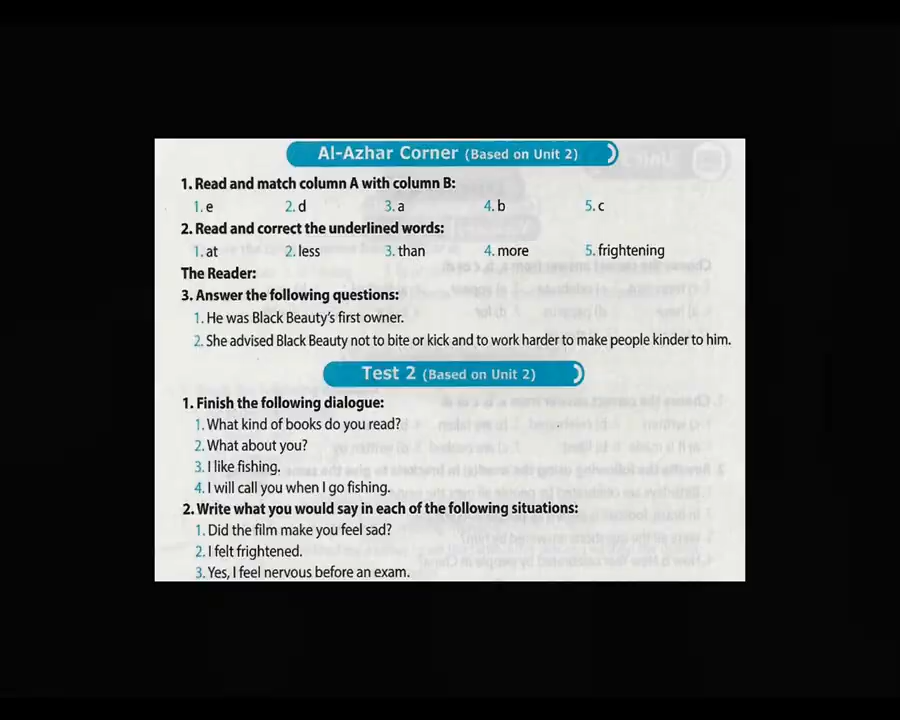 Al-Azhar Corner (Based on Unit 2)
1. Read and match column A with column B:
1. e 2. d 3. a 4. b 5. c
2. Read and correct the underlined words:
1. at 2. less 3. than 4. more 5. frightening
The Reader:
3. Answer the following questions:
1. He was Black Beauty's first owner.
2. She advised Black Beauty not to bite or kick and to work harder to make people kinder to him.
Test 2 (Based on Unit 2)
1. Finish the following dialogue:
1. What kind of books do you read?
2. What about you?
3. I like fishing.
4. I will call you when I go fishing.
2. Write what you would say in each of the following situations:
1. Did the film make you feel sad?
2. I felt frightened.
3. Yes, I feel nervous before an exam.